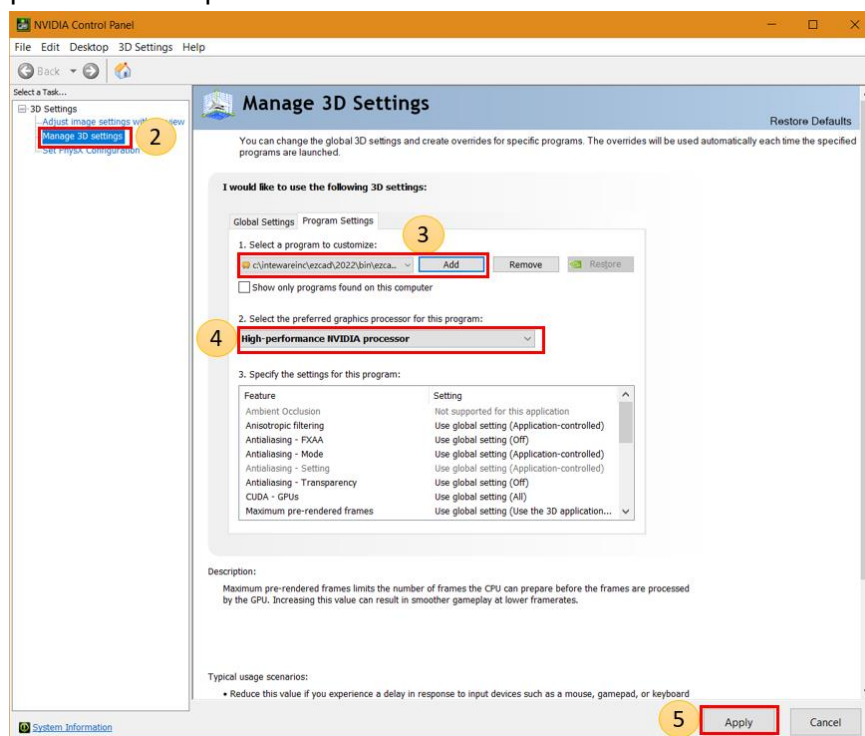 NVIDIA Control Panel
File Edit Desktop 3D Settings Help
Back
Select a Task...
3D Settings
Adjust image settings with
Manage 3D settings
Set PhysX Configuration
2
Manage 3D Settings
Restore Defaults
You can change the global 3D settings and create overrides for specific programs. The overrides will be used automatically each time the specified
programs are launched.
I would like to use the following 3D settings:
Global Settings Program Settings
3
1. Select a program to customize:
c:\intewareinc\ezcad\2022\bin\ezca... Add Remove Restore
Show only programs found on this computer
2. Select the preferred graphics processor for this program:
4
High-performance NVIDIA processor
3. Specify the settings for this program:
Feature Setting
Ambient Occlusion Not supported for this application
Anisotropic filtering Use global setting (Application-controlled)
Antialiasing - FXAA Use global setting (Off)
Antialiasing - Mode Use global setting (Application-controlled)
Antialiasing - Setting Use global setting (Application-controlled)
Antialiasing - Transparency Use global setting (Off)
CUDA - GPUs Use global setting (All)
Maximum pre-rendered frames Use global setting (Use the 3D application...
Description:
Maximum pre-rendered frames limits the number of frames the CPU can prepare before the frames are processed
by the GPU. Increasing this value can result in smoother gameplay at lower framerates.
Typical usage scenarios:
• Reduce this value if you experience a delay in response to input devices such as a mouse, gamepad, or keyboard
System Information
5
Apply Cancel